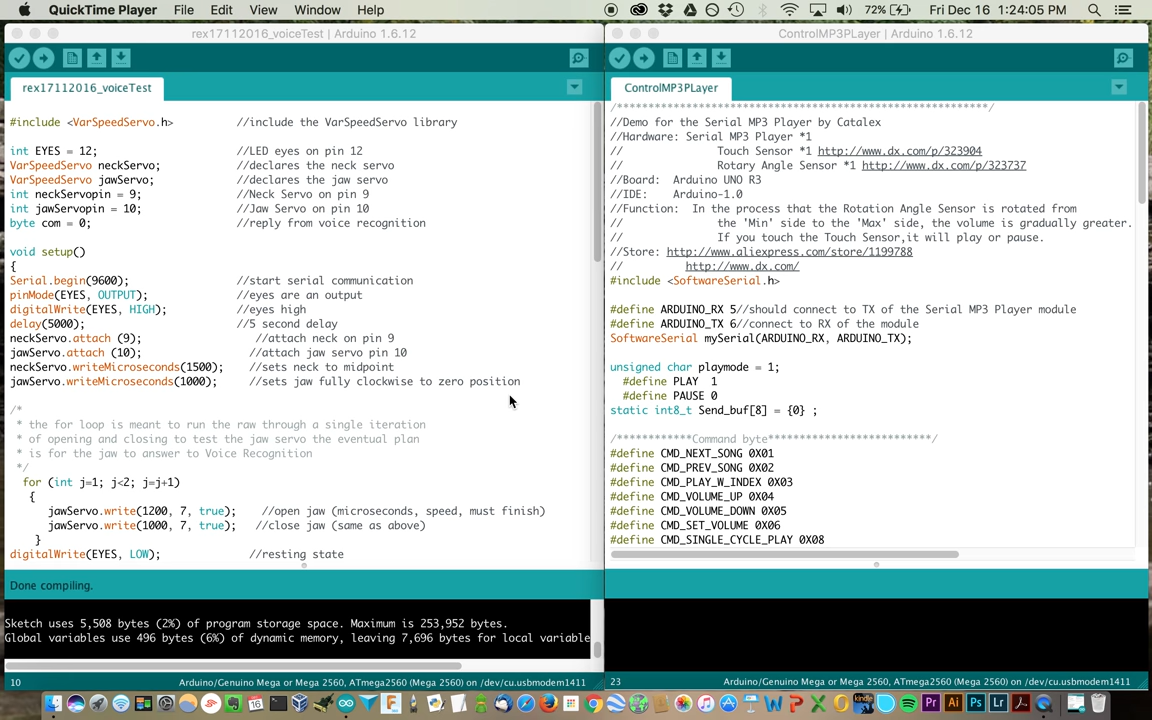 QuickTime Player File Edit View Window Help 72% Fri Dec 16 1:24:05 PM
rex17112016_voiceTest | Arduino 1.6.12
rex17112016_voiceTest
#include <VarSpeedServo.h> //include the VarSpeedServo library
int EYES = 12; //LED eyes on pin 12
VarSpeedServo neckServo; //declares the neck servo
VarSpeedServo jawServo; //declares the jaw servo
int neckServopin = 9; //Neck Servo on pin 9
int jawServopin = 10; //Jaw Servo on pin 10
byte com = 0; //reply from voice recognition
void setup()
{
Serial.begin(9600); //start serial communication
pinMode(EYES, OUTPUT); //eyes are an output
digitalWrite(EYES, HIGH); //eyes high
delay(5000); //5 second delay
neckServo.attach (9); //attach neck on pin 9
jawServo.attach (10); //attach jaw servo pin 10
neckServo.writeMicroseconds(1500); //sets neck to midpoint
jawServo.writeMicroseconds(1000); //sets jaw fully clockwise to zero position
/*
* the for loop is meant to run the raw through a single iteration
* of opening and closing to test the jaw servo the eventual plan
* is for the jaw to answer to Voice Recognition
*/
for (int j=1; j<2; j=j+1)
{
jawServo.write(1200, 7, true); //open jaw (microseconds, speed, must finish)
jawServo.write(1000, 7, true); //close jaw (same as above)
}
digitalWrite(EYES, LOW); //resting state
Done compiling.
Sketch uses 5,508 bytes (2%) of program storage space. Maximum is 253,952 bytes.
Global variables use 496 bytes (6%) of dynamic memory, leaving 7,696 bytes for local variable
10 Arduino/Genuino Mega or Mega 2560, ATmega2560 (Mega 2560) on /dev/cu.usbmodem1411
ControlMP3PLayer | Arduino 1.6.12
ControlMP3PLayer
/***********************************************************/
//Demo for the Serial MP3 Player by Catalex
//Hardware: Serial MP3 Player *1
// Touch Sensor *1 http://www.dx.com/p/323904
// Rotary Angle Sensor *1 http://www.dx.com/p/323737
//Board: Arduino UNO R3
//IDE: Arduino-1.0
//Function: In the process that the Rotation Angle Sensor is rotated from
// the 'Min' side to the 'Max' side, the volume is gradually greater.
// If you touch the Touch Sensor,it will play or pause.
//Store: http://www.aliexpress.com/store/1199788
// http://www.dx.com/
#include <SoftwareSerial.h>
#define ARDUINO_RX 5//should connect to TX of the Serial MP3 Player module
#define ARDUINO_TX 6//connect to RX of the module
SoftwareSerial mySerial(ARDUINO_RX, ARDUINO_TX);
unsigned char playmode = 1;
#define PLAY 1
#define PAUSE 0
static int8_t Send_buf[8] = {0} ;
/************Command byte**************************/
#define CMD_NEXT_SONG 0X01
#define CMD_PREV_SONG 0X02
#define CMD_PLAY_W_INDEX 0X03
#define CMD_VOLUME_UP 0X04
#define CMD_VOLUME_DOWN 0X05
#define CMD_SET_VOLUME 0X06
#define CMD_SINGLE_CYCLE_PLAY 0X08
23 Arduino/Genuino Mega or Mega 2560, ATmega2560 (Mega 2560) on /dev/cu.usbmodem1411
16 W P X kindle Pr Ai Ps Lr